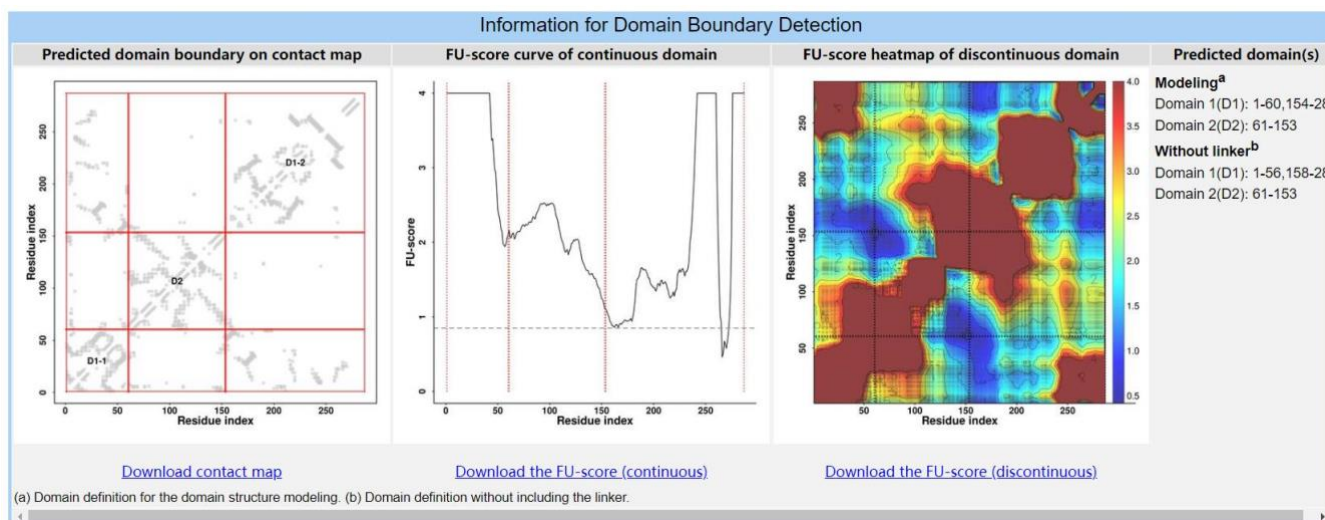 Information for Domain Boundary Detection
Predicted domain boundary on contact map
FU-score curve of continuous domain
FU-score heatmap of discontinuous domain
Predicted domain(s)
Residue index
250
200
150
100
50
0
D1-2
D2
D1-1
0 50 100 150 200 250
Residue index
FU-score
4
3
2
1
0
0 50 100 150 200 250
Residue index
Residue index
250
200
150
100
50
50 100 150 200 250
Residue index
4.0
3.5
3.0
2.5
2.0
1.5
1.0
0.5
Modeling a
Domain 1(D1): 1-60,154-28
Domain 2(D2): 61-153
Without linker b
Domain 1(D1): 1-56,158-28
Domain 2(D2): 61-153
Download contact map
Download the FU-score (continuous)
Download the FU-score (discontinuous)
(a) Domain definition for the domain structure modeling. (b) Domain definition without including the linker.